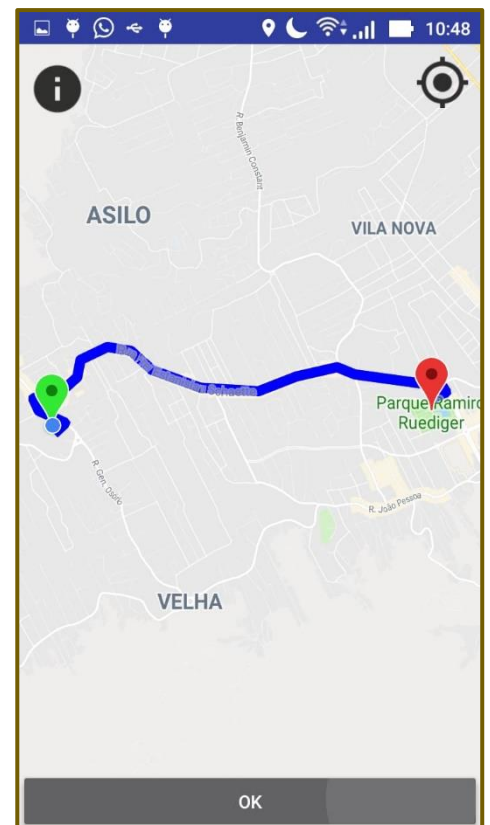 10:48
R. Benjamin Constant
ASILO
VILA NOVA
Parque Ramiro
Ruediger
R. Gen. Osório
R. João Pessoa
VELHA
OK